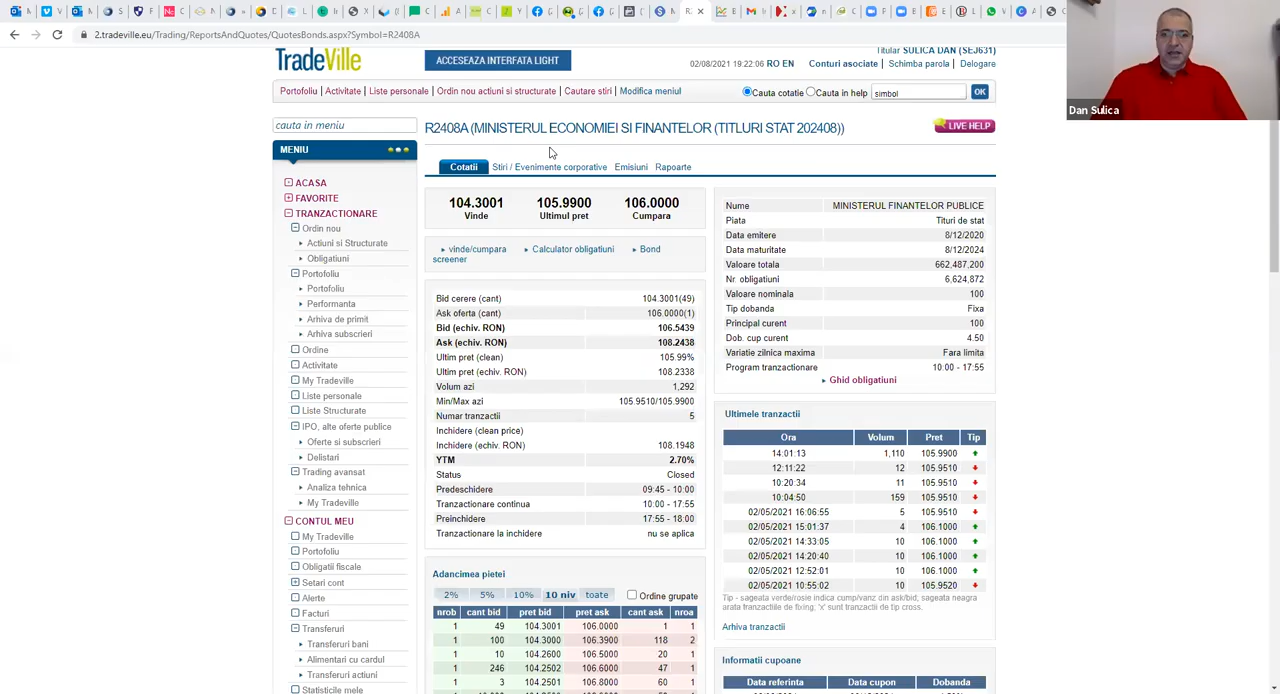 2.tradeville.eu/Trading/ReportsAndQuotes/QuotesBonds.aspx?Symbol=R2408A
TradeVille
ACCESEAZA INTERFATA LIGHT
Titular SULICA DAN (SEJ631)
02/08/2021 19:22:06 RO EN Conturi asociate | Schimba parola | Delogare
Dan Sulica
Portofoliu | Activitate | Liste personale | Ordin nou actiuni si structurate | Cautare stiri | Modifica meniul
Cauta cotatie Cauta in help simbol OK
cauta in meniu
R2408A (MINISTERUL ECONOMIEI SI FINANTELOR (TITLURI STAT 202408))
LIVE HELP
MENIU
ACASA
FAVORITE
TRANZACTIONARE
Ordin nou
Actiuni si Structurate
Obligatiuni
Portofoliu
Portofoliu
Performanta
Arhiva de primit
Arhiva subscrieri
Ordine
Activitate
My Tradeville
Liste personale
Liste Structurate
IPO, alte oferte publice
Oferte si subscrieri
Delistari
Trading avansat
Analiza tehnica
My Tradeville
CONTUL MEU
My Tradeville
Portofoliu
Obligatii fiscale
Setari cont
Alerte
Facturi
Transferuri
Transferuri bani
Alimentari cu cardul
Transferuri actiuni
Statisticile mele
Cotatii Stiri / Evenimente corporative Emisiuni Rapoarte
104.3001 105.9900 106.0000
Vinde Ultimul pret Cumpara
vinde/cumpara Calculator obligatiuni Bond
screener
Bid cerere (cant) 104.3001(49)
Ask oferta (cant) 106.0000(1)
Bid (echiv. RON) 106.5439
Ask (echiv. RON) 108.2438
Ultim pret (clean) 105.99%
Ultim pret (echiv. RON) 108.2338
Volum azi 1,292
Min/Max azi 105.9510/105.9900
Numar tranzactii 5
Inchidere (clean price)
Inchidere (echiv. RON) 108.1948
YTM 2.70%
Status Closed
Predeschidere 09:45 - 10:00
Tranzactionare continua 10:00 - 17:55
Preinchidere 17:55 - 18:00
Tranzactionare la inchidere nu se aplica
Adancimea pietei
2% 5% 10% 10 niv toate Ordine grupate
nrob cant bid pret bid pret ask cant ask nroa
1 49 104.3001 106.0000 1 1
1 100 104.3000 106.3900 118 2
1 10 104.2600 106.5000 20 1
1 246 104.2502 106.6000 47 1
1 3 104.2501 106.8000 60 1
Nume MINISTERUL FINANTELOR PUBLICE
Piata Titluri de stat
Data emitere 8/12/2020
Data maturitate 8/12/2024
Valoare totala 662,487,200
Nr. obligatiuni 6,624,872
Valoare nominala 100
Tip dobanda Fixa
Principal curent 100
Dob. cup curent 4.50
Variatie zilnica maxima Fara limita
Program tranzactionare 10:00 - 17:55
Ghid obligatiuni
Ultimele tranzactii
Ora Volum Pret Tip
14:01:13 1,110 105.9900
12:11:22 12 105.9510
10:20:34 11 105.9510
10:04:50 159 105.9510
02/05/2021 16:06:55 5 105.9510
02/05/2021 15:01:37 4 106.1000
02/05/2021 14:33:05 10 106.1000
02/05/2021 14:20:40 10 106.1000
02/05/2021 12:52:01 10 106.1000
02/05/2021 10:55:02 10 105.9520
Tip - sageata verde/rosie indica cump/vanz din ask/bid, sageata neagra
arata tranzactiile de fixing, 'x' sunt tranzactii de tip cross.
Arhiva tranzactii
Informatii cupoane
Data referinta Data cupon Dobanda